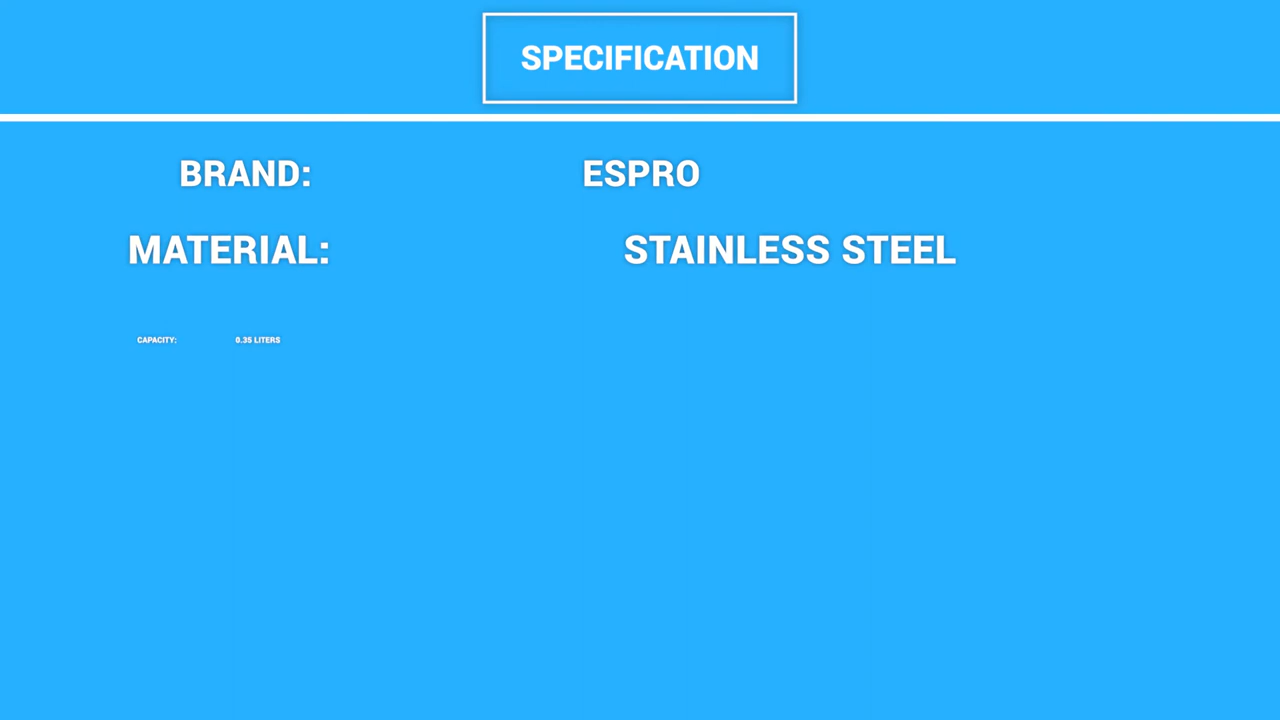 SPECIFICATION
BRAND: ESPRO
MATERIAL: STAINLESS STEEL
CAPACITY: 0.35 LITERS